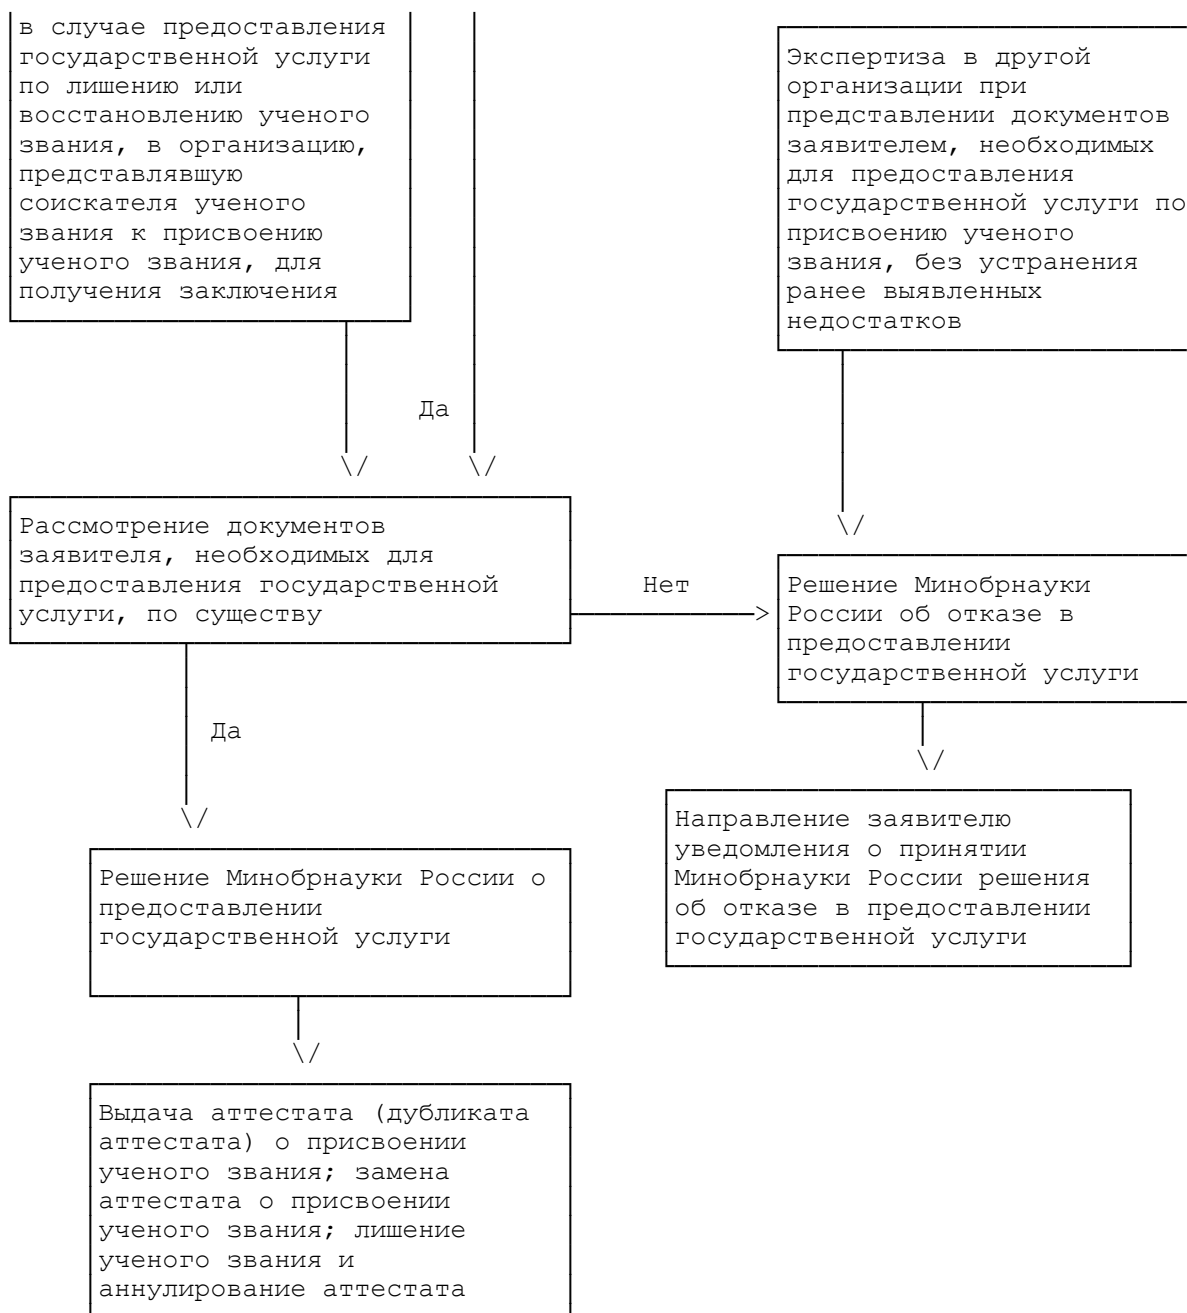 в случае предоставления
государственной услуги
по лишению или
восстановлению ученого
звания, в организацию,
представлявшую
соискателя ученого
звания к присвоению
ученого звания, для
получения заключения
Экспертиза в другой
организации при
представлении документов
заявителем, необходимых
для предоставления
государственной услуги по
присвоению ученого
звания, без устранения
ранее выявленных
недостатков
Да
Рассмотрение документов
заявителя, необходимых для
предоставления государственной
услуги, по существу
Нет
Решение Минобрнауки
России об отказе в
предоставлении
государственной услуги
Да
Направление заявителю
уведомления о принятии
Минобрнауки России решения
об отказе в предоставлении
государственной услуги
Решение Минобрнауки России о
предоставлении
государственной услуги
Выдача аттестата (дубликата
аттестата) о присвоении
ученого звания; замена
аттестата о присвоении
ученого звания; лишение
ученого звания и
аннулирование аттестата